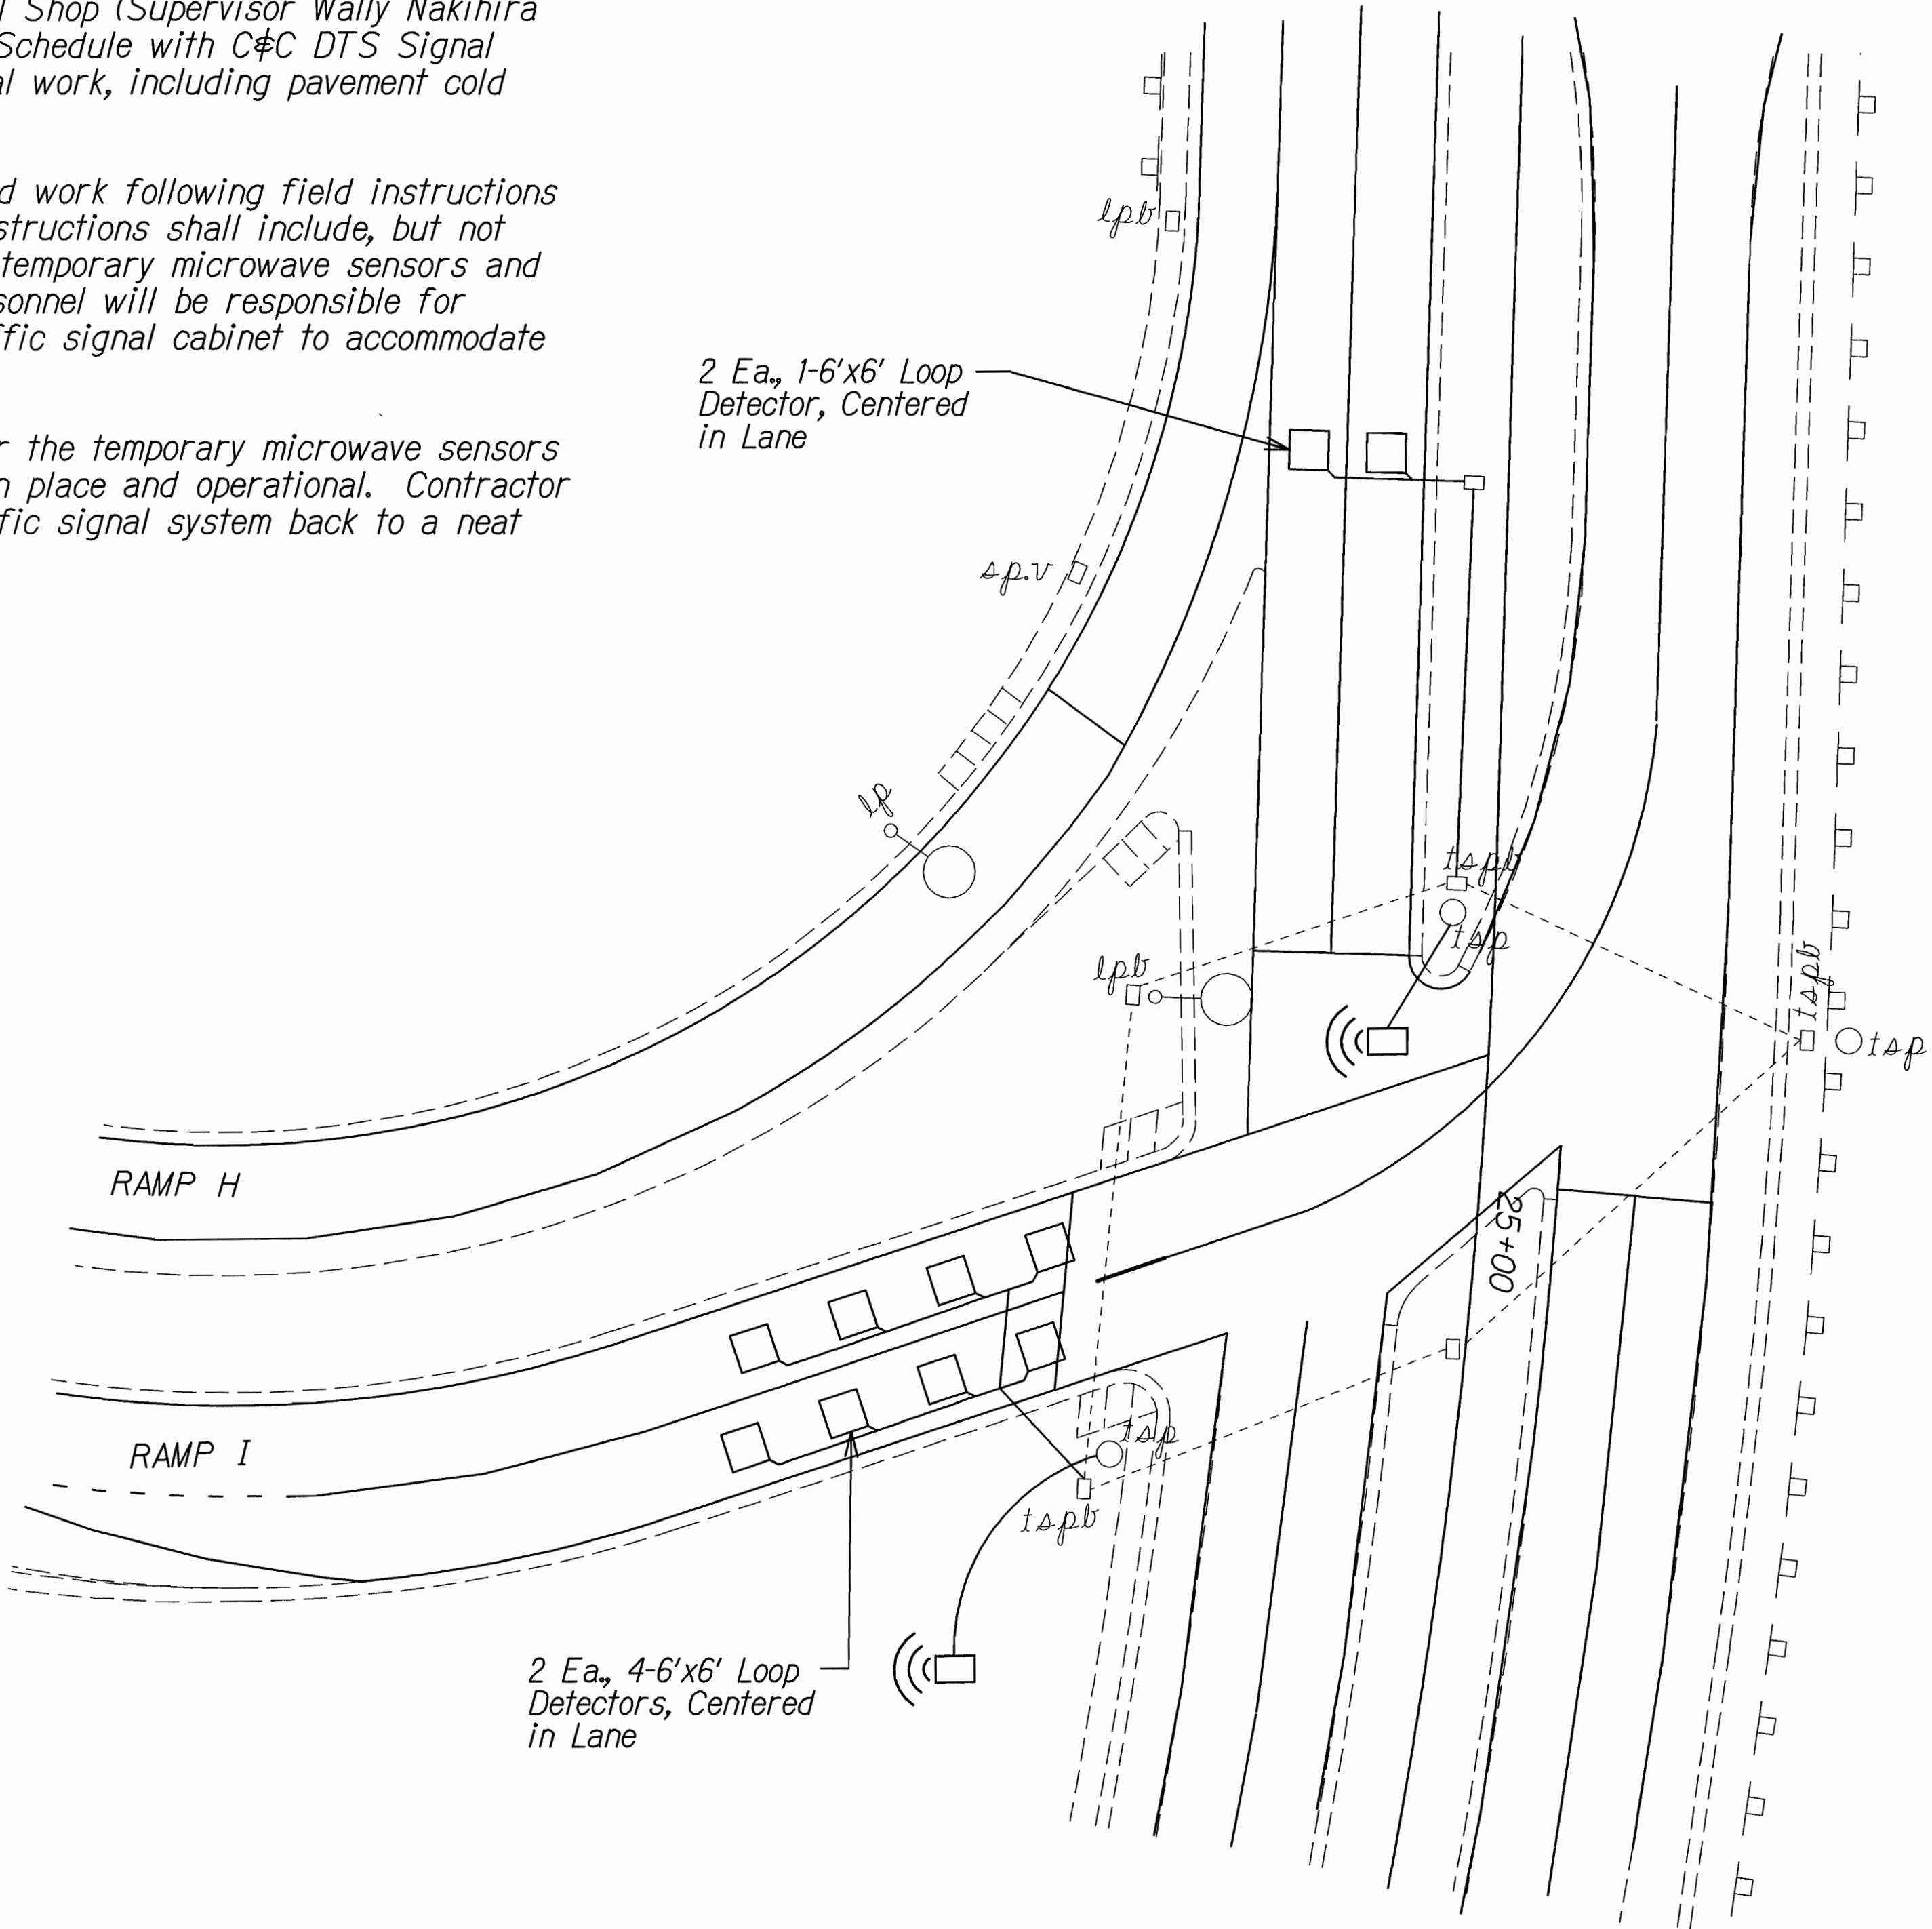 Shop (Supervisor Wally Nakihira
Schedule with C&C DTS Signal
al work, including pavement cold
d work following field instructions
structions shall include, but not
temporary microwave sensors and
sonnel will be responsible for
ffic signal cabinet to accommodate
r the temporary microwave sensors
n place and operational. Contractor
fic signal system back to a neat
lpb
2 Ea., 1-6'x6' Loop
Detector, Centered
in Lane
sp.v
lp
tspb
tsp
lpb
tspb
tsp
RAMP H
25+00
RAMP I
tsp
tspb
2 Ea., 4-6'x6' Loop
Detectors, Centered
in Lane